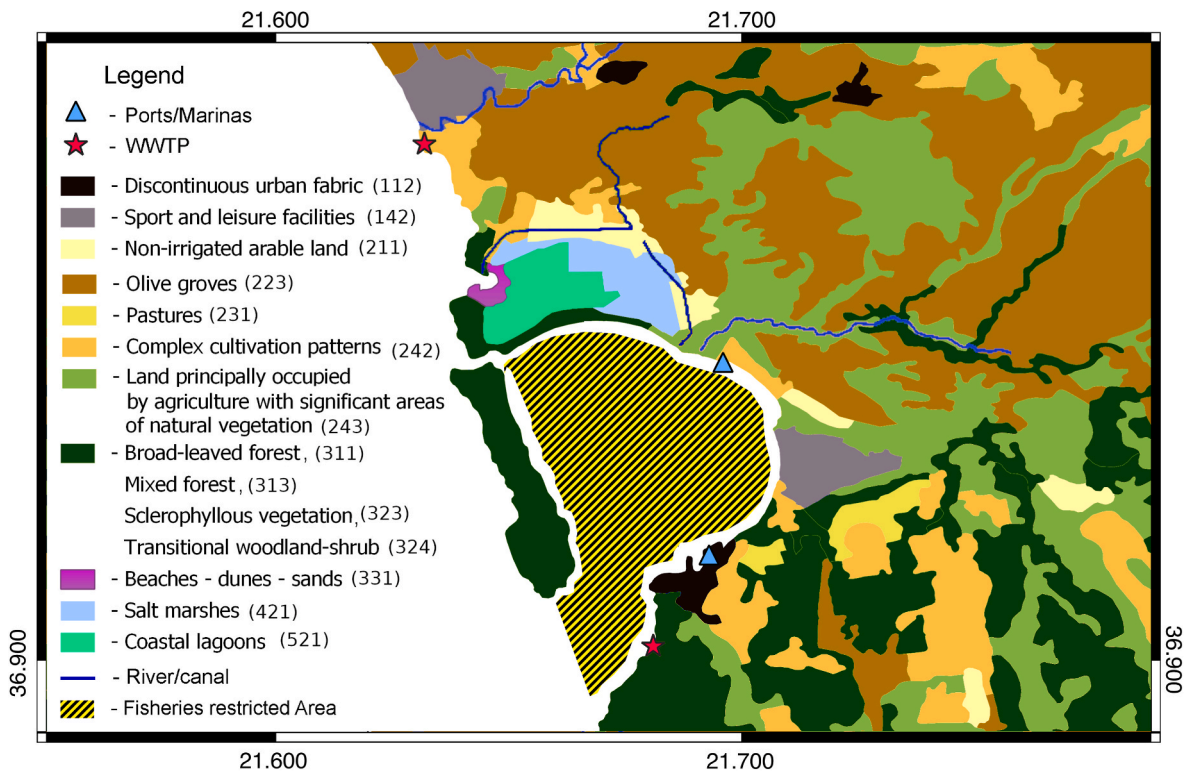 21.600
21.700
Legend
- Ports/Marinas
- WWTP
- Discontinuous urban fabric (112)
- Sport and leisure facilities (142)
- Non-irrigated arable land (211)
- Olive groves (223)
- Pastures (231)
- Complex cultivation patterns (242)
- Land principally occupied
by agriculture with significant areas
of natural vegetation (243)
- Broad-leaved forest, (311)
Mixed forest, (313)
Sclerophyllous vegetation, (323)
Transitional woodland-shrub (324)
- Beaches - dunes - sands (331)
- Salt marshes (421)
- Coastal lagoons (521)
- River/canal
- Fisheries restricted Area
36.900
36.900
21.600
21.700